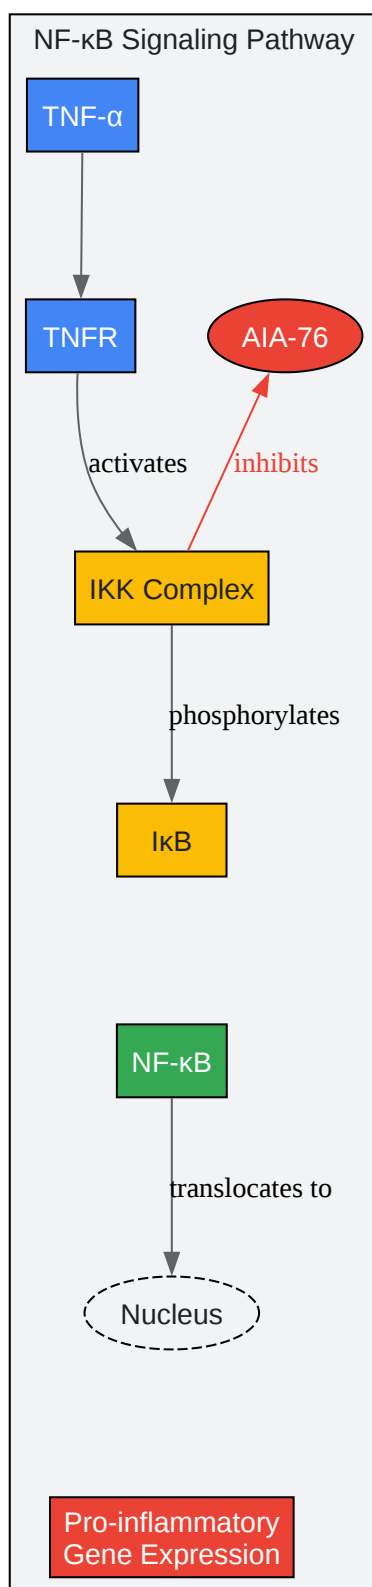 NF-κB Signaling Pathway
TNF-α
TNFR
AIA-76
activates
inhibits
IKK Complex
phosphorylates
IκB
NF-κB
translocates to
Nucleus
Pro-inflammatory
Gene Expression